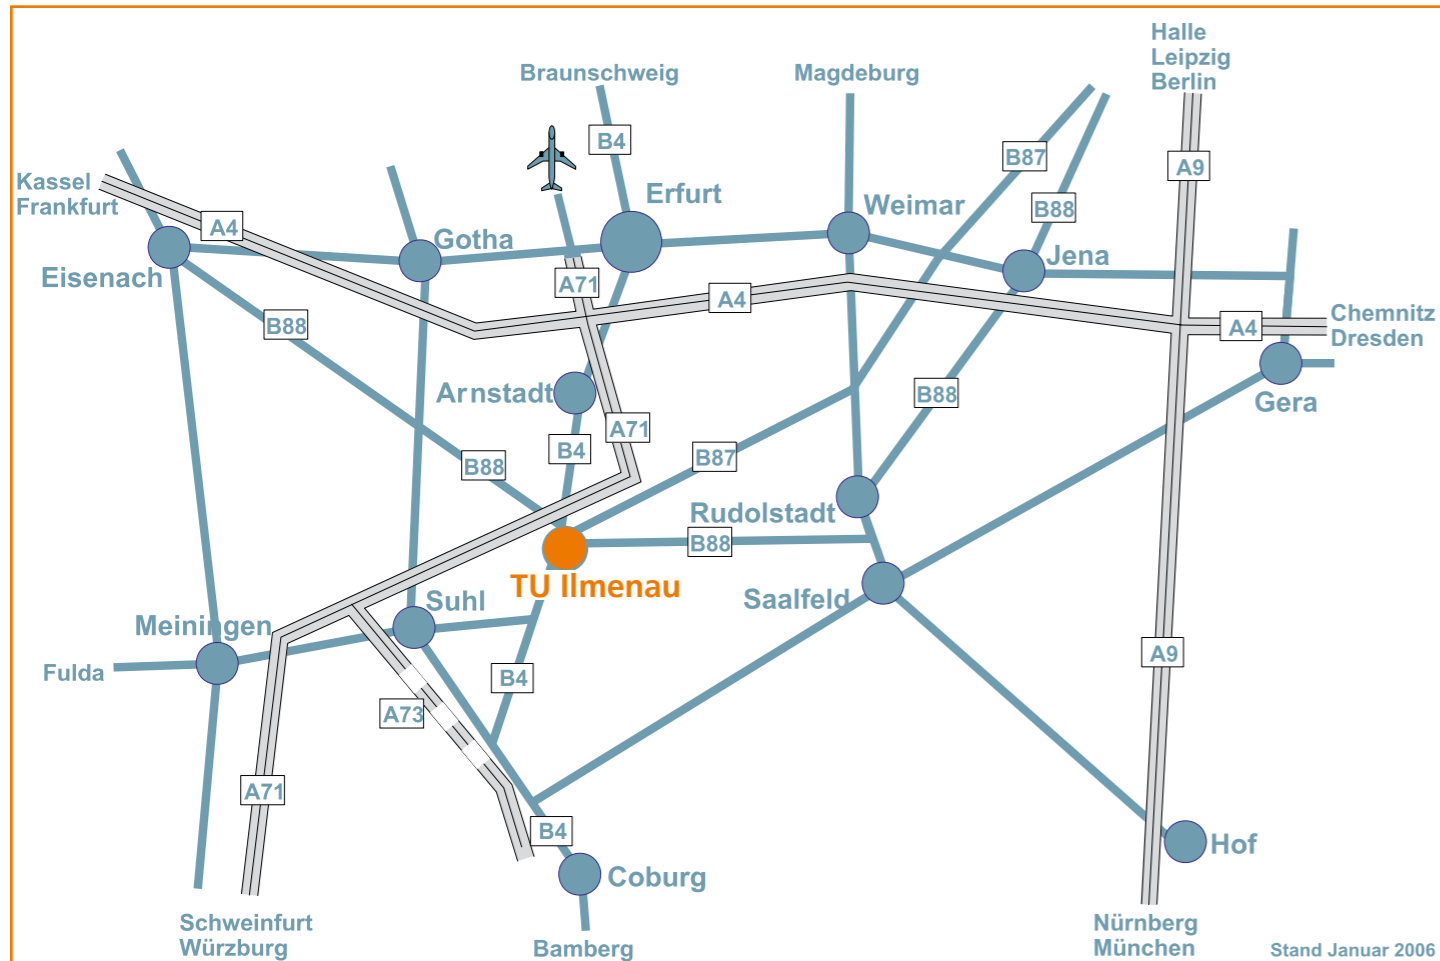 Halle
Leipzig
Berlin
Braunschweig
Magdeburg
B4
B87
A9
Kassel
Frankfurt
Erfurt
Weimar
B88
A4
Gotha
Jena
Eisenach
A71
A4
Chemnitz
Dresden
A4
B88
Arnstadt
B88
Gera
A71
B4
B87
B88
Rudolstadt
B88
TU Ilmenau
Saalfeld
Suhl
Meiningen
A9
Fulda
B4
A73
A71
B4
Hof
Coburg
Schweinfurt
Würzburg
Bamberg
Nürnberg
München
Stand Januar 2006